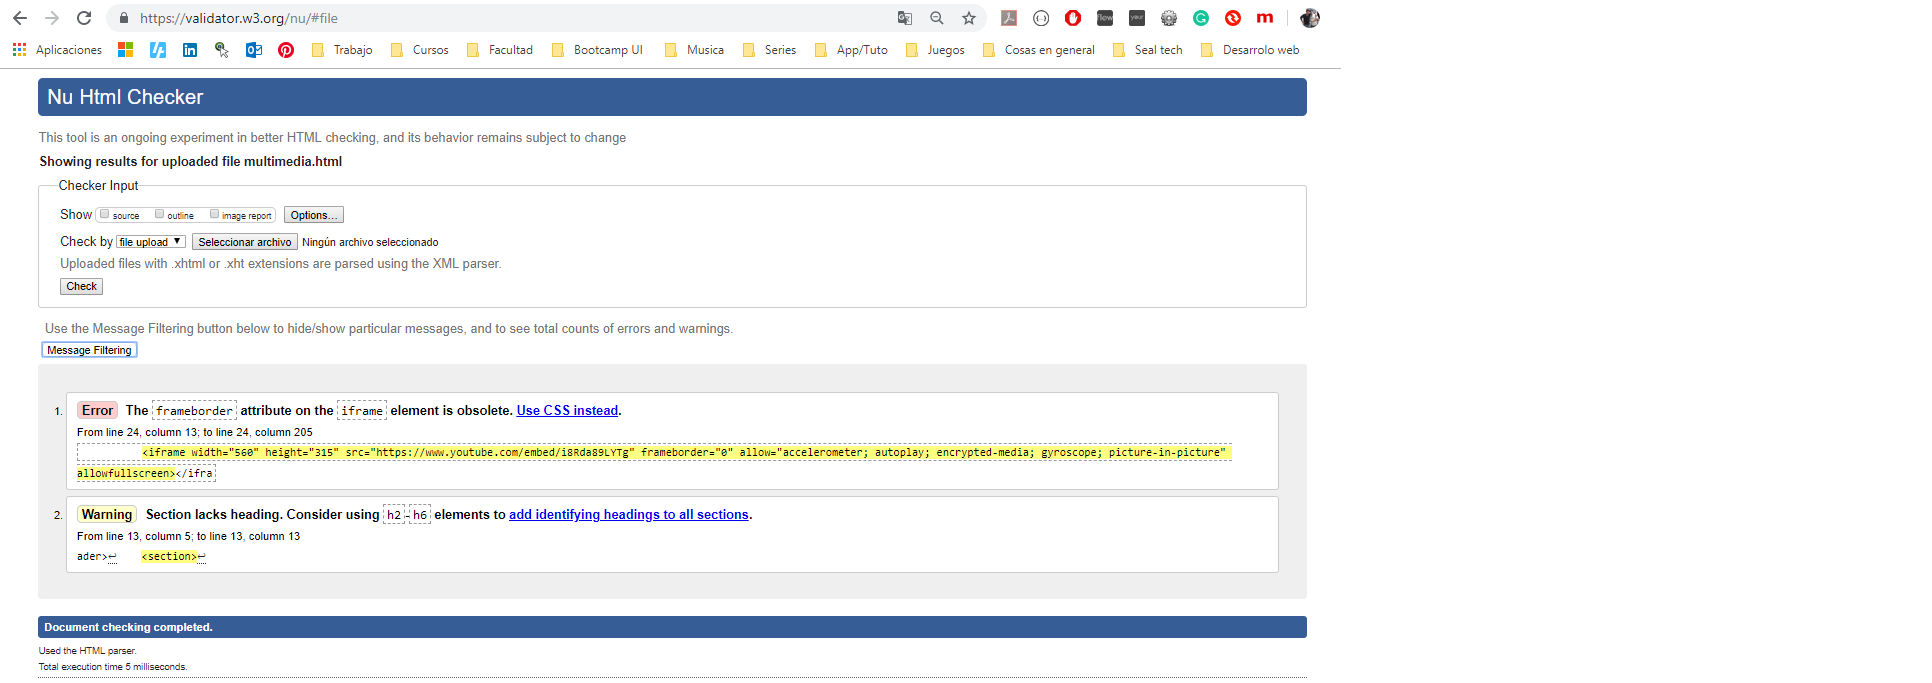 https://validator.w3.org/nu/#file
Aplicaciones Trabajo Cursos Facultad Bootcamp UI Musica Series App/Tuto Juegos Cosas en general Seal tech Desarrolo web
Nu Html Checker
This tool is an ongoing experiment in better HTML checking, and its behavior remains subject to change
Showing results for uploaded file multimedia.html
Checker Input
Show source outline image report Options...
Check by file upload Seleccionar archivo Ningún archivo seleccionado
Uploaded files with .xhtml or .xht extensions are parsed using the XML parser.
Check
Use the Message Filtering button below to hide/show particular messages, and to see total counts of errors and warnings.
Message Filtering
1. Error The frameborder attribute on the iframe element is obsolete. Use CSS instead.
From line 24, column 13; to line 24, column 205
<iframe width="560" height="315" src="https://www.youtube.com/embed/i8Rda89LYTg" frameborder="0" allow="accelerometer; autoplay; encrypted-media; gyroscope; picture-in-picture"
allowfullscreen></ifra
2. Warning Section lacks heading. Consider using h2-h6 elements to add identifying headings to all sections.
From line 13, column 5; to line 13, column 13
ader>↩ <section>↩
Document checking completed.
Used the HTML parser.
Total execution time 5 milliseconds.